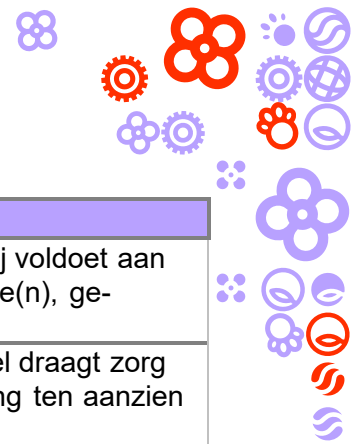 j voldoet aan
e(n), ge-
el draagt zorg
ng ten aanzien